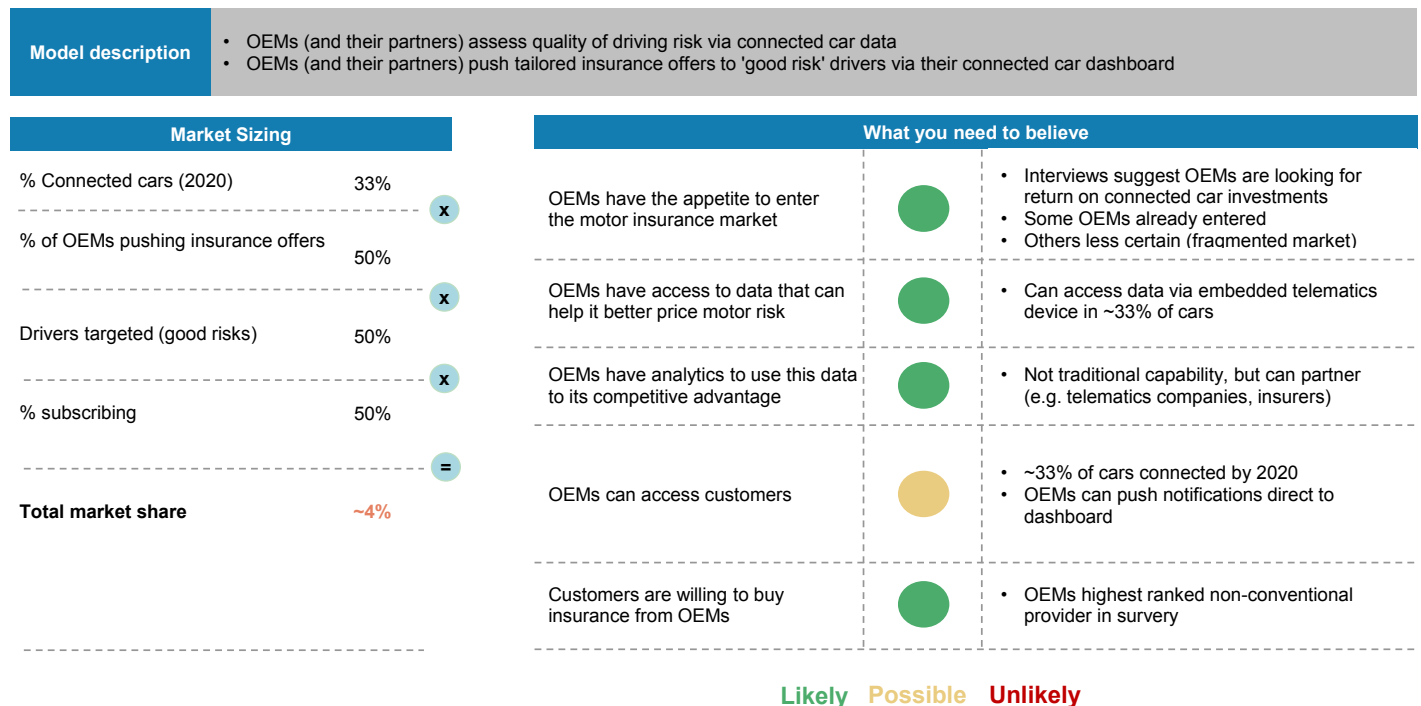 Model description
• OEMs (and their partners) assess quality of driving risk via connected car data
• OEMs (and their partners) push tailored insurance offers to 'good risk' drivers via their connected car dashboard
Market Sizing
% Connected cars (2020) 33%
x
% of OEMs pushing insurance offers
50%
x
Drivers targeted (good risks) 50%
x
% subscribing 50%
=
Total market share ~4%
What you need to believe
OEMs have the appetite to enter
the motor insurance market
• Interviews suggest OEMs are looking for
return on connected car investments
• Some OEMs already entered
• Others less certain (fragmented market)
OEMs have access to data that can
help it better price motor risk
• Can access data via embedded telematics
device in ~33% of cars
OEMs have analytics to use this data
to its competitive advantage
• Not traditional capability, but can partner
(e.g. telematics companies, insurers)
OEMs can access customers
• ~33% of cars connected by 2020
• OEMs can push notifications direct to
dashboard
Customers are willing to buy
insurance from OEMs
• OEMs highest ranked non-conventional
provider in survery
Likely Possible Unlikely